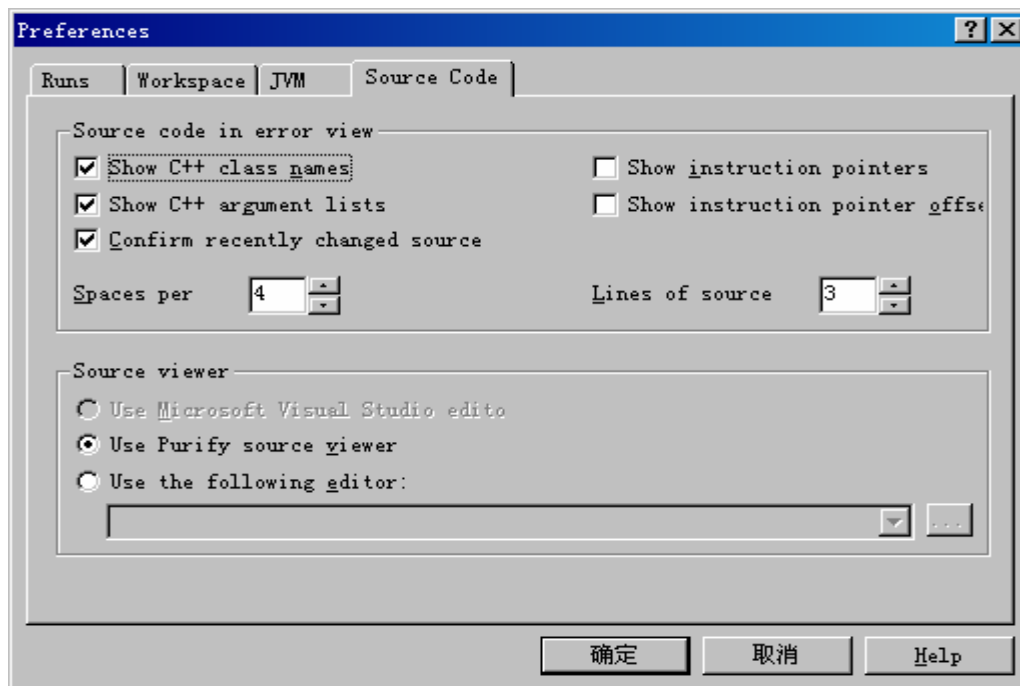 Preferences
Runs Workspace JVM Source Code
Source code in error view
Show C++ class names
Show instruction pointers
Show C++ argument lists
Show instruction pointer offse
Confirm recently changed source
Spaces per 4
Lines of source 3
Source viewer
Use Microsoft Visual Studio edito
Use Purify source viewer
Use the following editor:
...
确定 取消 Help